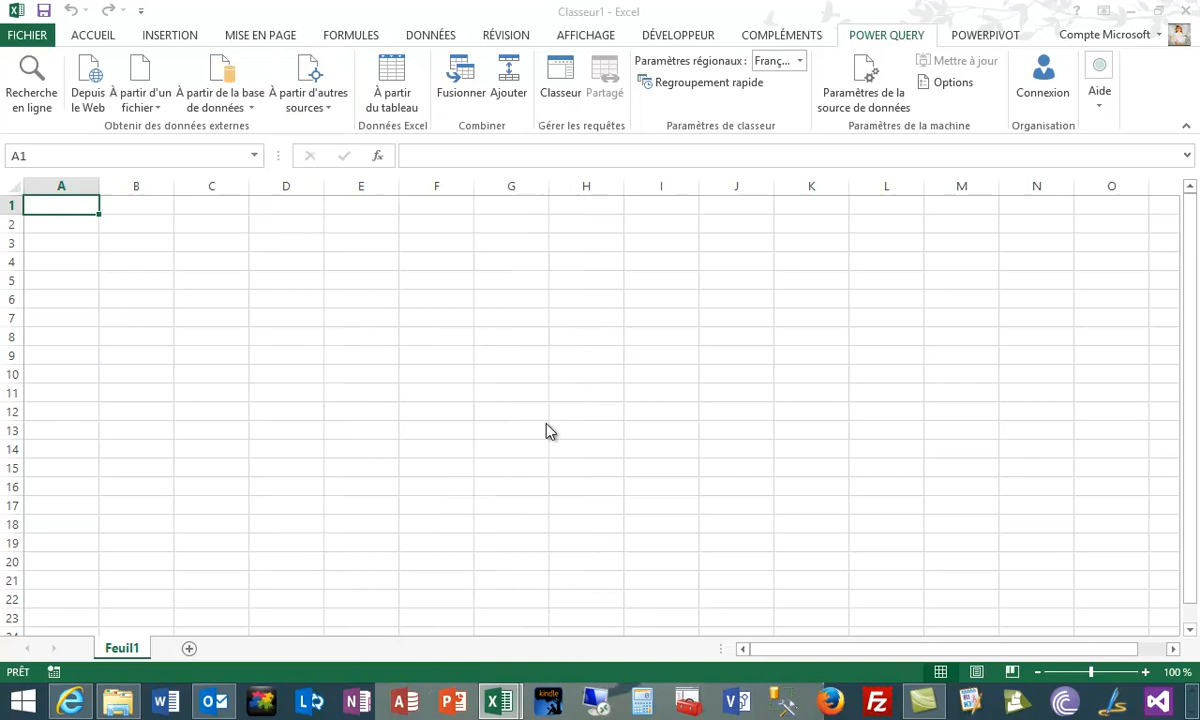 Classeur1 - Excel
FICHIER ACCUEIL INSERTION MISE EN PAGE FORMULES DONNÉES RÉVISION AFFICHAGE DÉVELOPPEUR COMPLÉMENTS POWER QUERY POWERPIVOT Compte Microsoft
Recherche en ligne
Depuis le Web
À partir d'un fichier
À partir de la base de données
À partir d'autres sources
Obtenir des données externes
À partir du tableau
Données Excel
Fusionner
Ajouter
Combiner
Classeur
Partagé
Gérer les requêtes
Paramètres régionaux : Franç...
Regroupement rapide
Paramètres de classeur
Paramètres de la source de données
Mettre à jour
Options
Paramètres de la machine
Connexion
Organisation
Aide
A1
fx
A B C D E F G H I J K L M N O
1
2
3
4
5
6
7
8
9
10
11
12
13
14
15
16
17
18
19
20
21
22
23
Feuil1
PRÊT
100 %
kindle